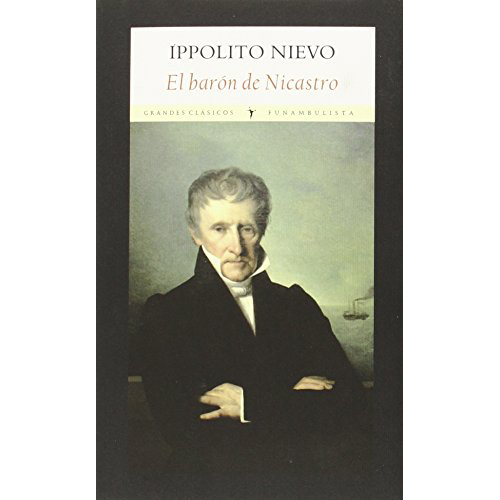 IPPOLITO NIEVO
El barón de Nicastro
GRANDES CLÁSICOS FUNAMBULISTA